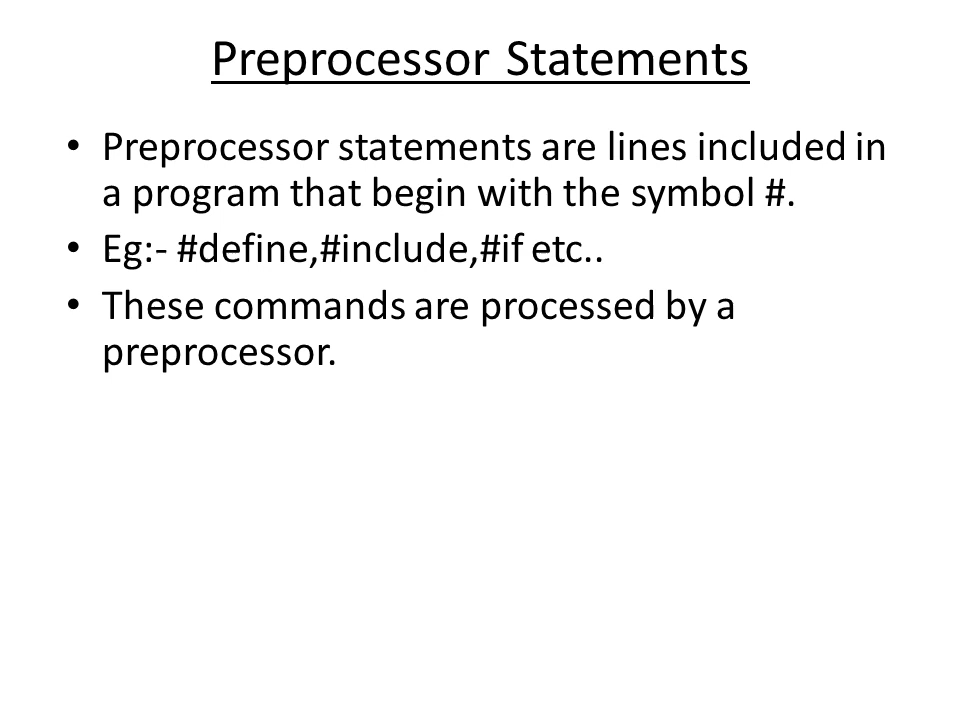 Preprocessor Statements
• Preprocessor statements are lines included in
a program that begin with the symbol #.
• Eg:- #define,#include,#if etc..
• These commands are processed by a
preprocessor.